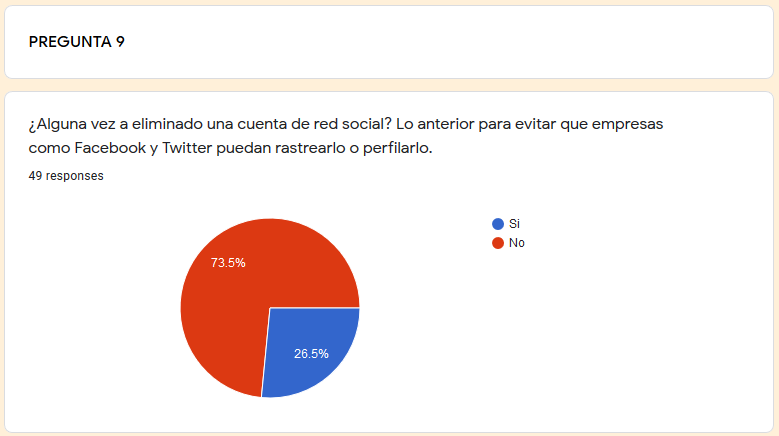 PREGUNTA 9
¿Alguna vez a eliminado una cuenta de red social? Lo anterior para evitar que empresas
como Facebook y Twitter puedan rastrearlo o perfilarlo.
49 responses
Si
No
73.5%
26.5%